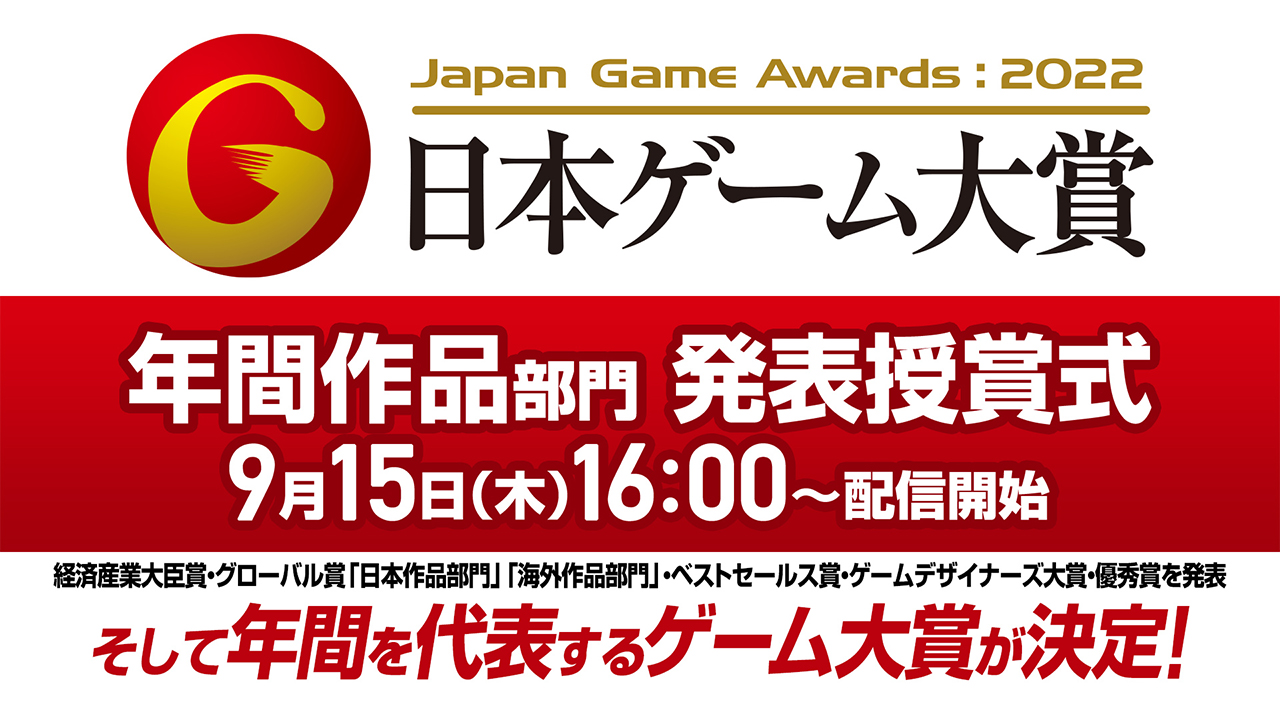 Japan Game Awards : 2022
日本ゲーム大賞
年間作品部門 発表授賞式
9月15日(木)16:00～配信開始
経済産業大臣賞・グローバル賞「日本作品部門」「海外作品部門」・ベストセールス賞・ゲームデザイナーズ大賞・優秀賞を発表
そして年間を代表するゲーム大賞が決定!